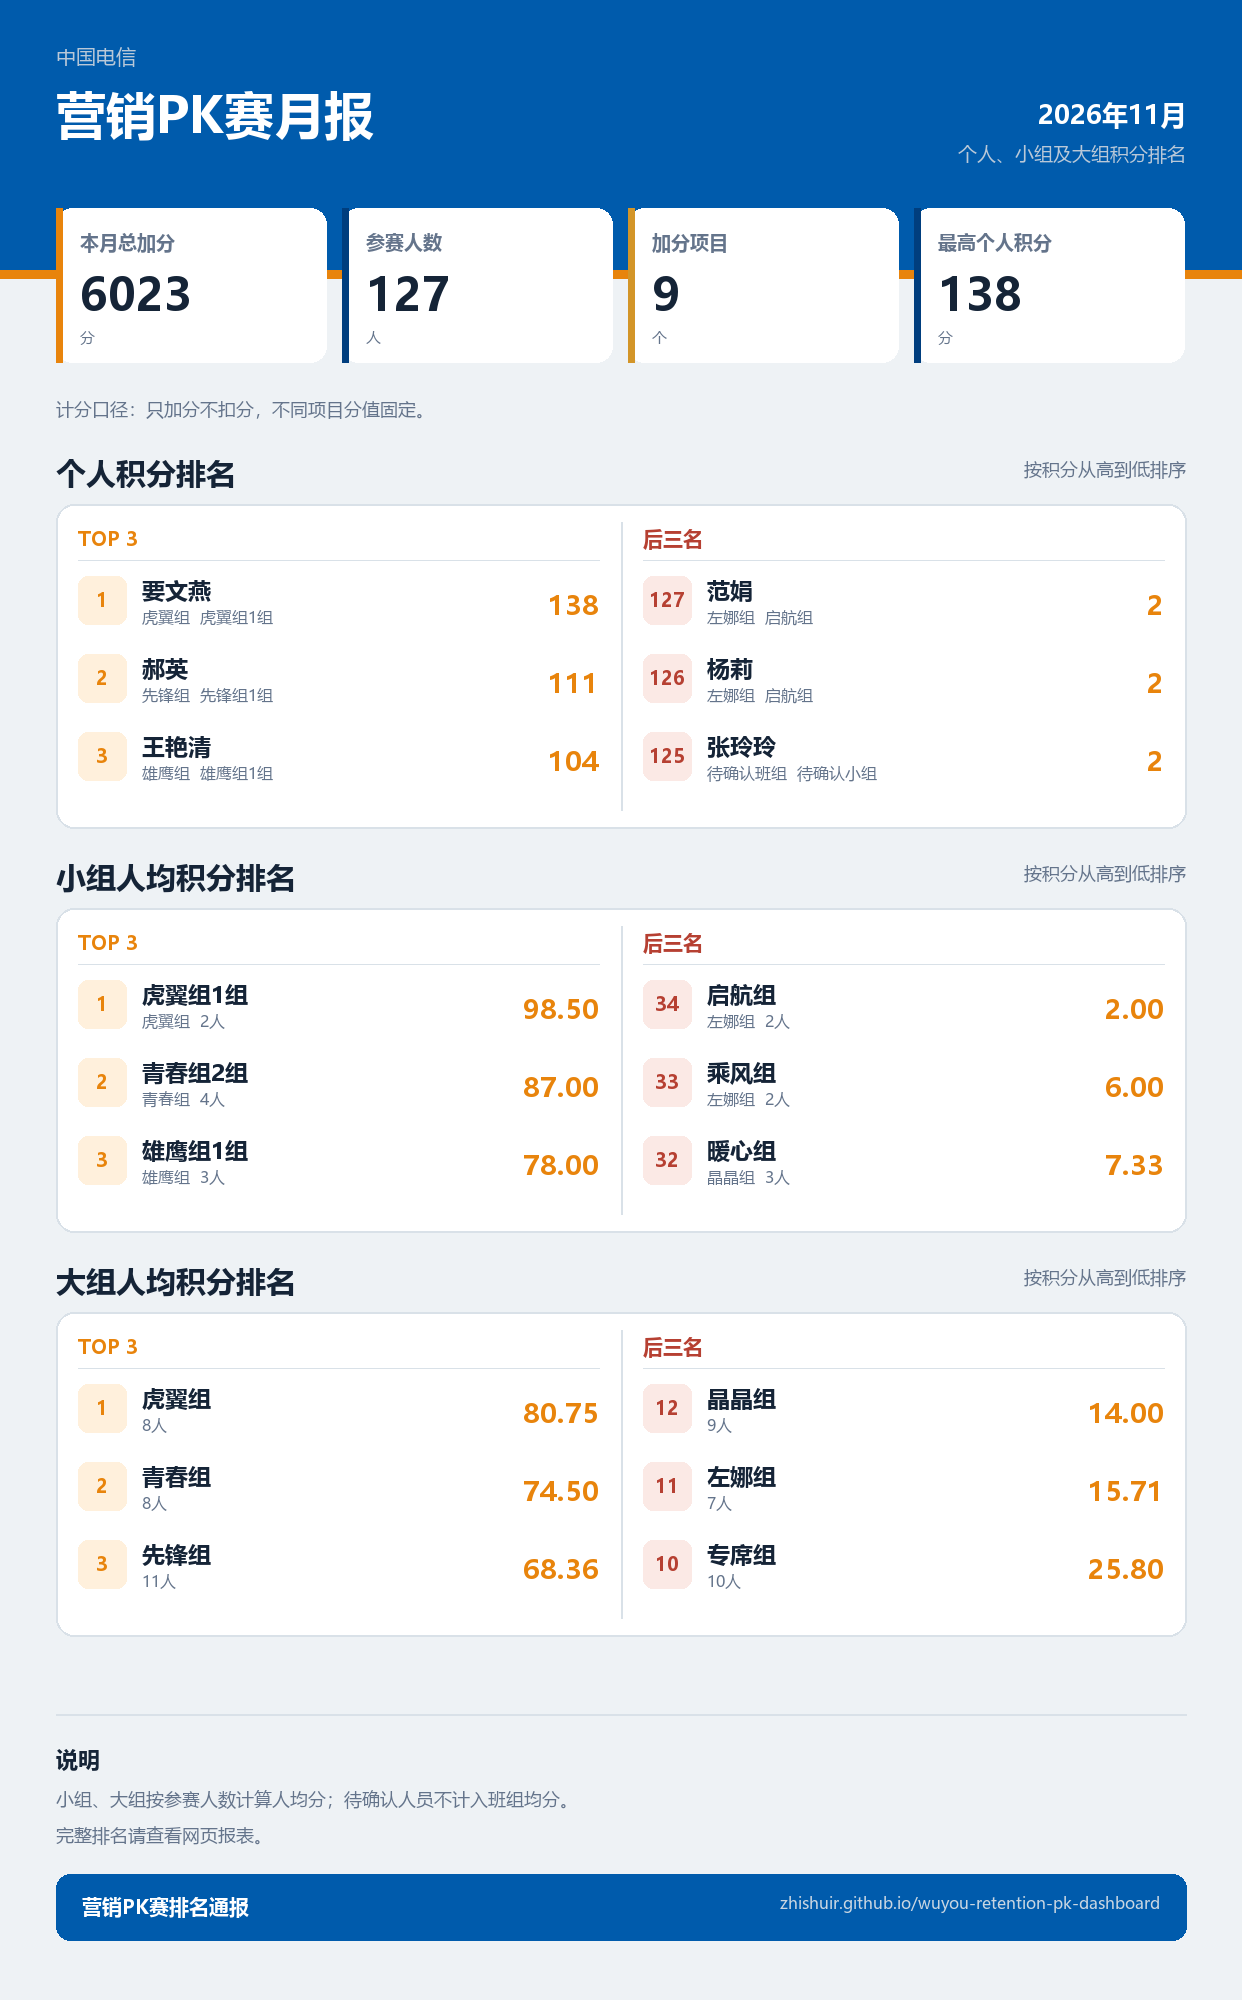 中国电信
营销PK赛月报
2026年11月
个人、小组及大组积分排名
本月总加分
6023
分
参赛人数
127
人
加分项目
9
个
最高个人积分
138
分
计分口径：只加分不扣分，不同项目分值固定。
个人积分排名
按积分从高到低排序
TOP 3
1
要文燕
虎翼组 虎翼组1组
138
2
郝英
先锋组 先锋组1组
111
3
王艳清
雄鹰组 雄鹰组1组
104
后三名
127
范娟
左娜组 启航组
2
126
杨莉
左娜组 启航组
2
125
张玲玲
待确认班组 待确认小组
2
小组人均积分排名
按积分从高到低排序
TOP 3
1
虎翼组1组
虎翼组 2人
98.50
2
青春组2组
青春组 4人
87.00
3
雄鹰组1组
雄鹰组 3人
78.00
后三名
34
启航组
左娜组 2人
2.00
33
乘风组
左娜组 2人
6.00
32
暖心组
晶晶组 3人
7.33
大组人均积分排名
按积分从高到低排序
TOP 3
1
虎翼组
8人
80.75
2
青春组
8人
74.50
3
先锋组
11人
68.36
后三名
12
晶晶组
9人
14.00
11
左娜组
7人
15.71
10
专席组
10人
25.80
说明
小组、大组按参赛人数计算人均分；待确认人员不计入班组均分。
完整排名请查看网页报表。
营销PK赛排名通报
zhishuir.github.io/wuyou-retention-pk-dashboard